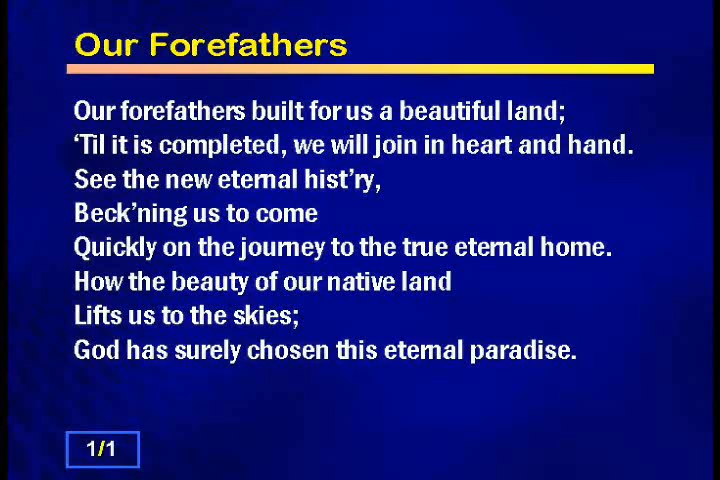 Our Forefathers
Our forefathers built for us a beautiful land;
‘Til it is completed, we will join in heart and hand.
See the new eternal hist’ry,
Beck’ning us to come
Quickly on the journey to the true eternal home.
How the beauty of our native land
Lifts us to the skies;
God has surely chosen this eternal paradise.
1/1